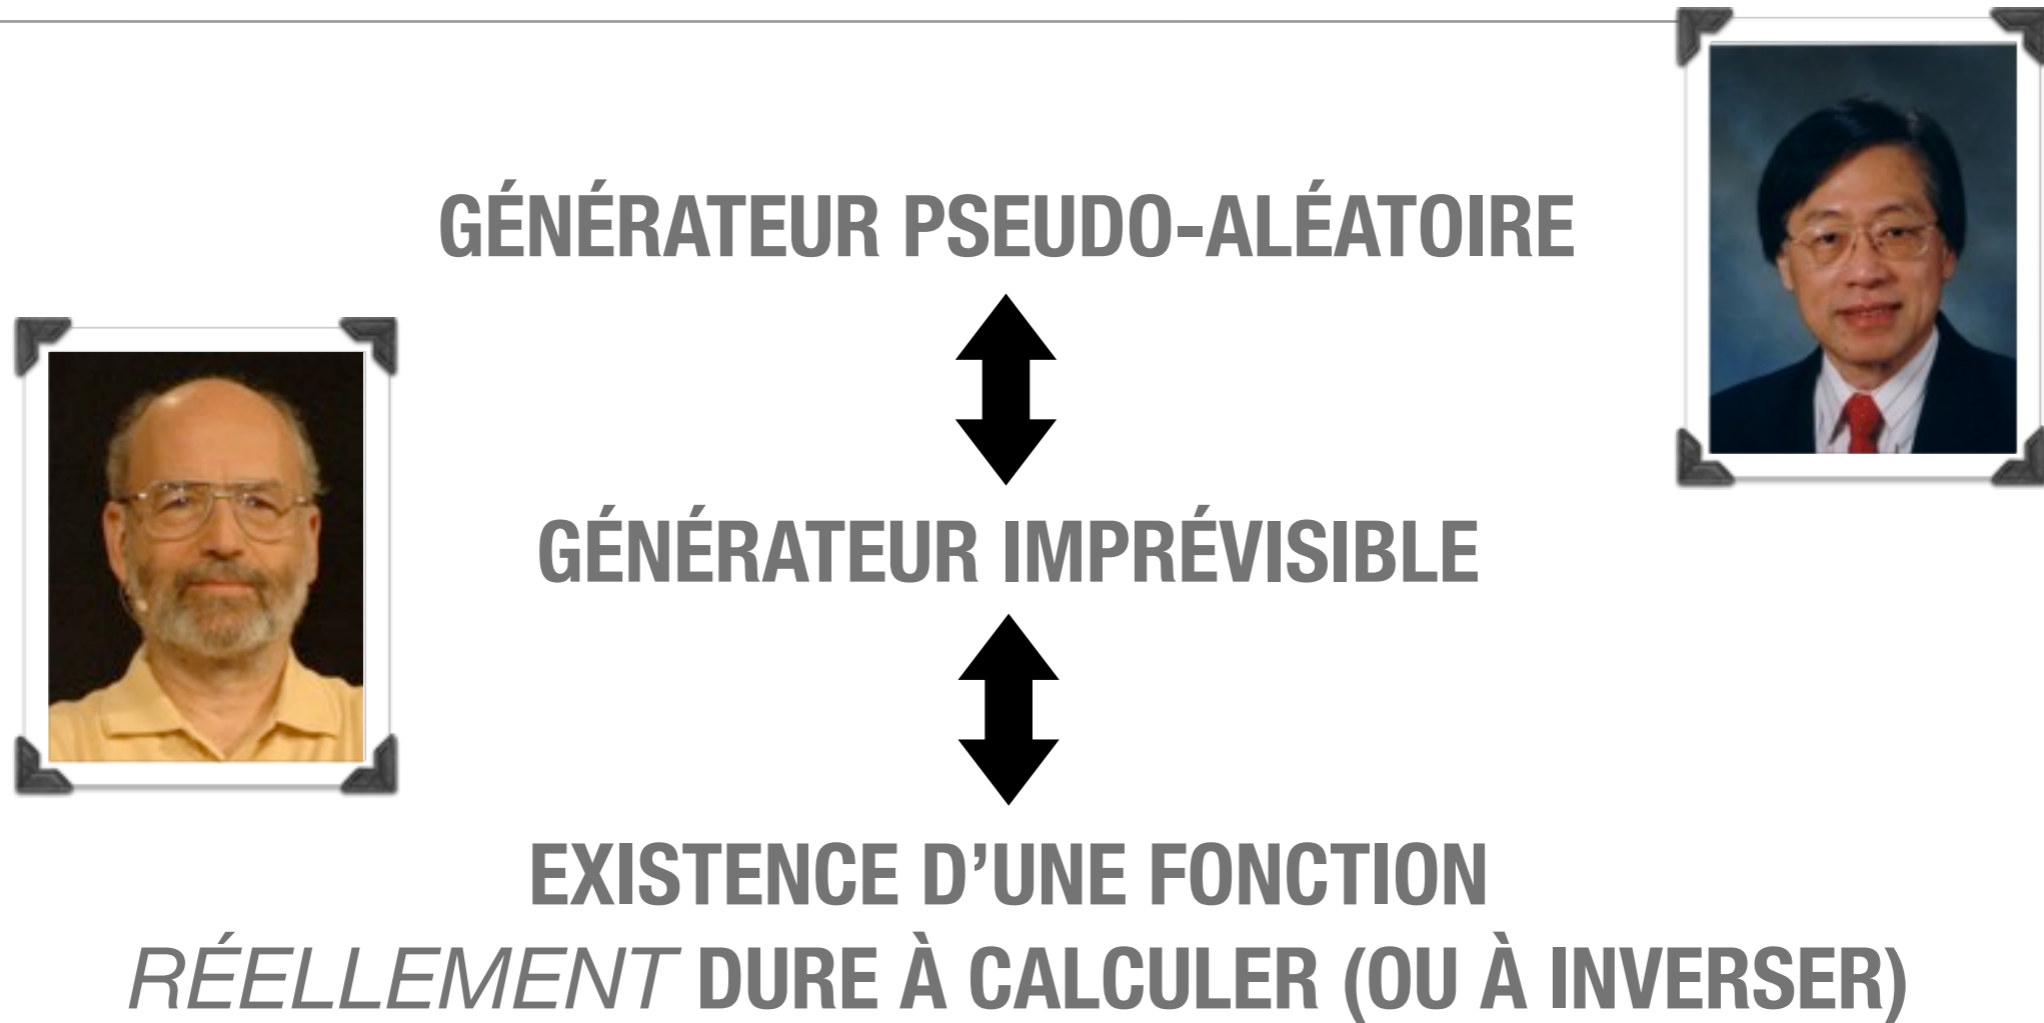 GÉNÉRATEUR PSEUDO-ALÉATOIRE
GÉNÉRATEUR IMPRÉVISIBLE
EXISTENCE D’UNE FONCTION
RÉELLEMENT DURE À CALCULER (OU À INVERSER)